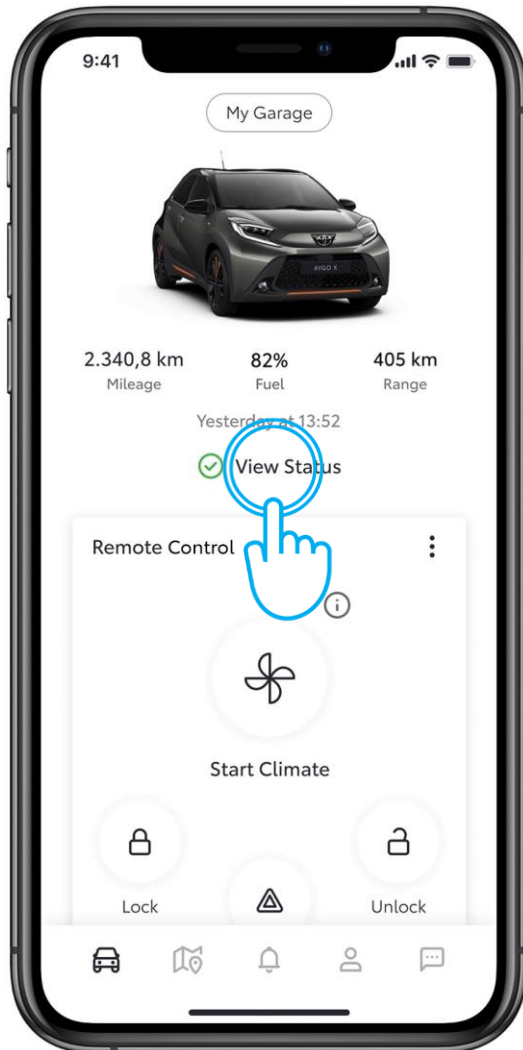 9:41
My Garage
AYGO X
2.340,8 km 82% 405 km
Mileage Fuel Range
Yesterday at 13:52
View Status
Remote Control
Start Climate
Lock Unlock